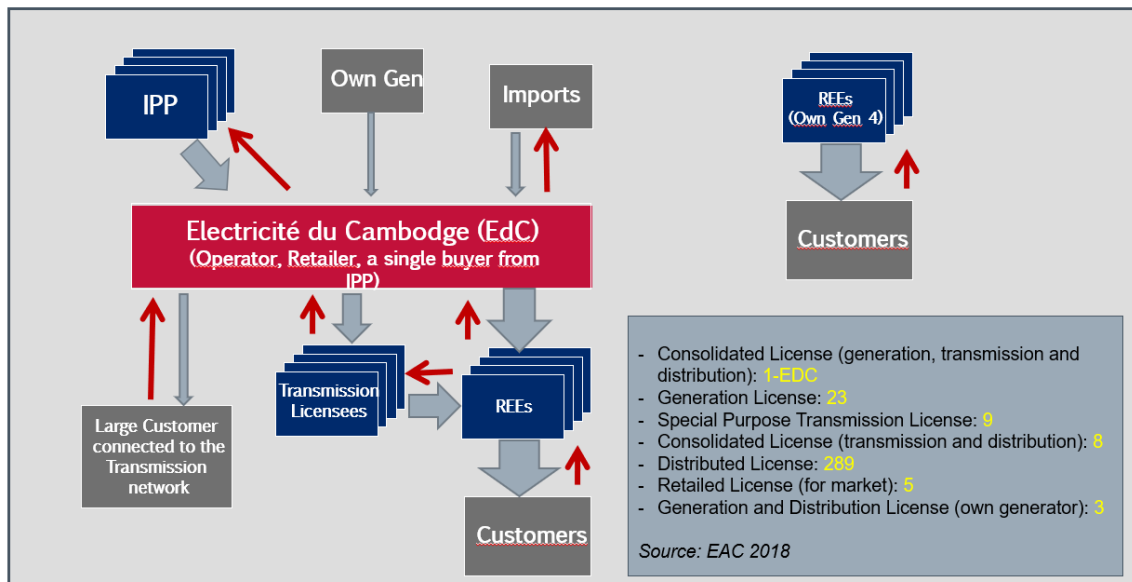 IPP
Own Gen
Imports
REEs
(Own Gen 4)
Customers
Electricité du Cambodge (EdC)
(Operator, Retailer, a single buyer from
IPP)
Transmission
Licensees
REEs
Large Customer
connected to the
Transmission
network
Customers
- Consolidated License (generation, transmission and
distribution): 1-EDC
- Generation License: 23
- Special Purpose Transmission License: 9
- Consolidated License (transmission and distribution): 8
- Distributed License: 289
- Retailed License (for market): 5
- Generation and Distribution License (own generator): 3
Source: EAC 2018